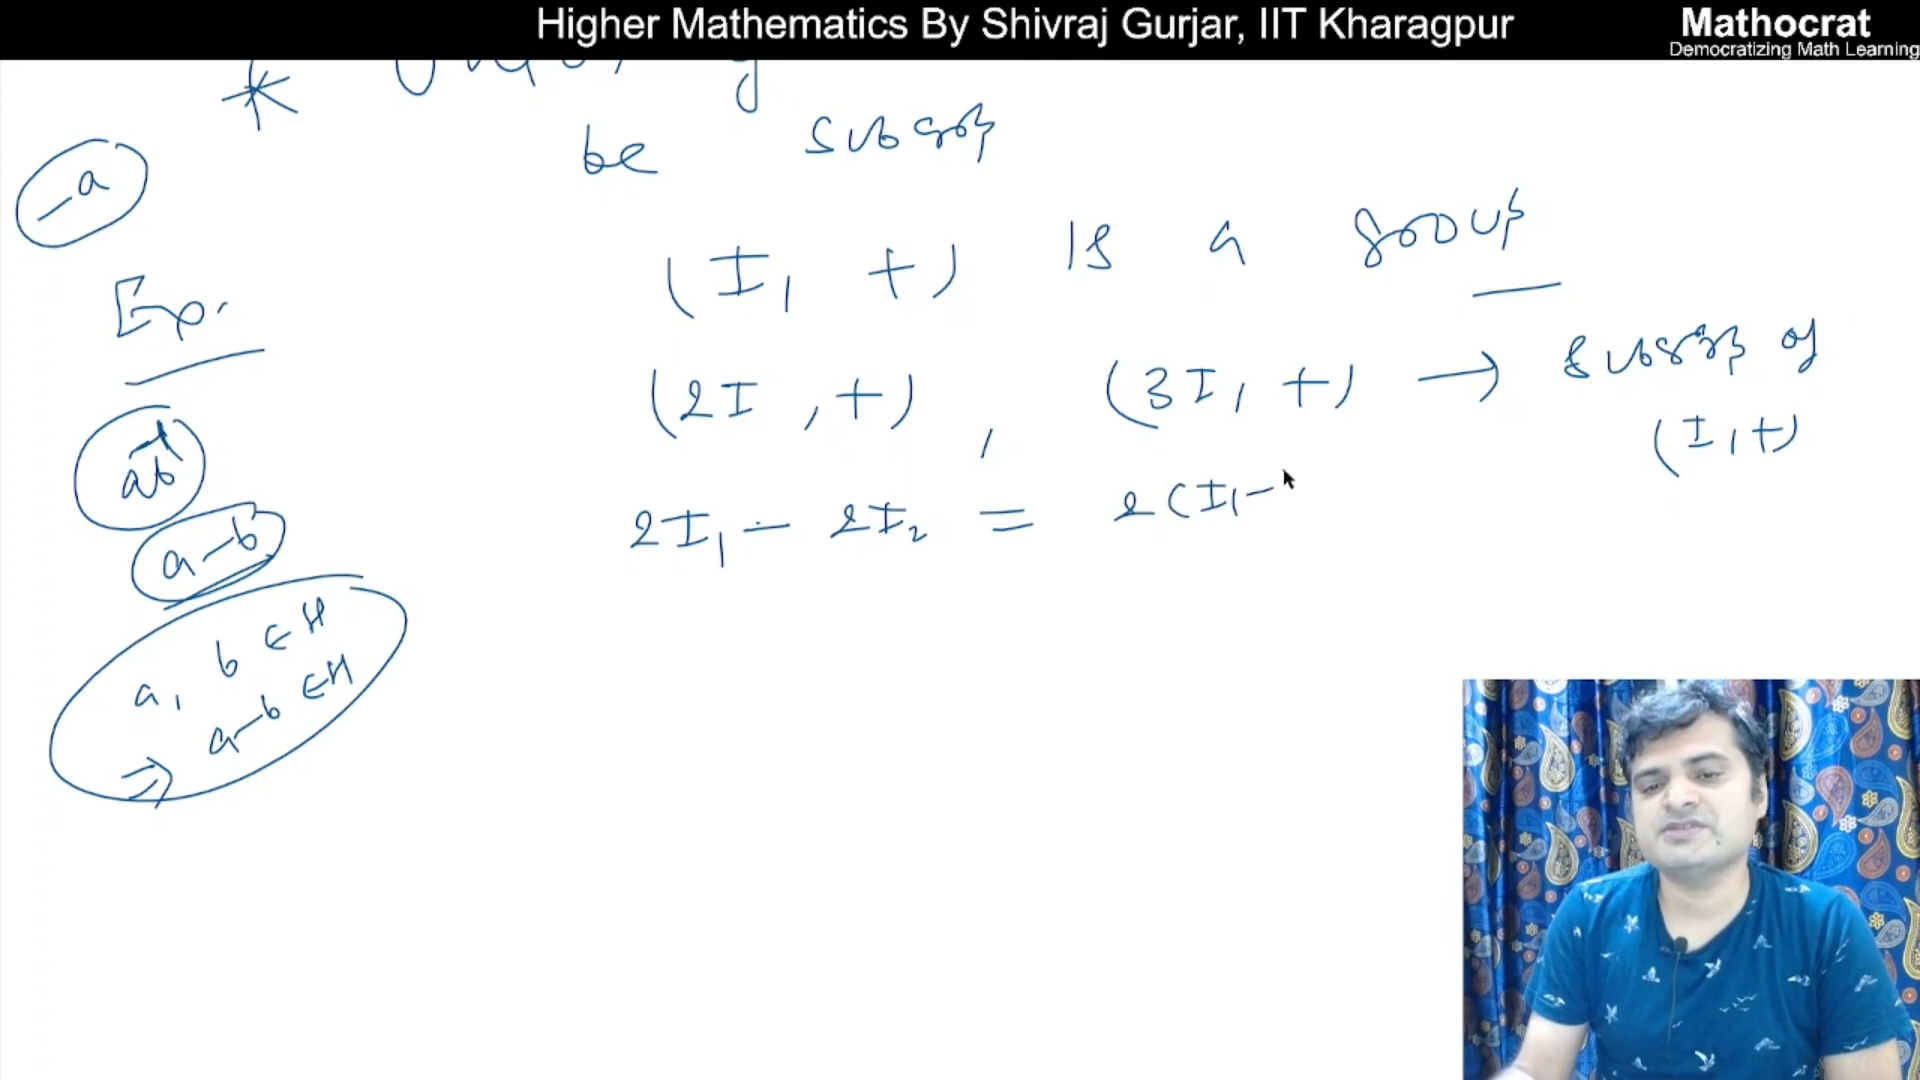 Higher Mathematics By Shivraj Gurjar, IIT Kharagpur
Mathocrat
Democratizing Math Learning
*
be subgrp
-a
(I, +) is a group
Exp.
(2I, +), (3I, +) → subgrp of
(I, +)
ab⁻¹
2I₁ - 2I₂ = 2(I₁ -
a-b
a, b ∈ H
⇒ a-b ∈ H